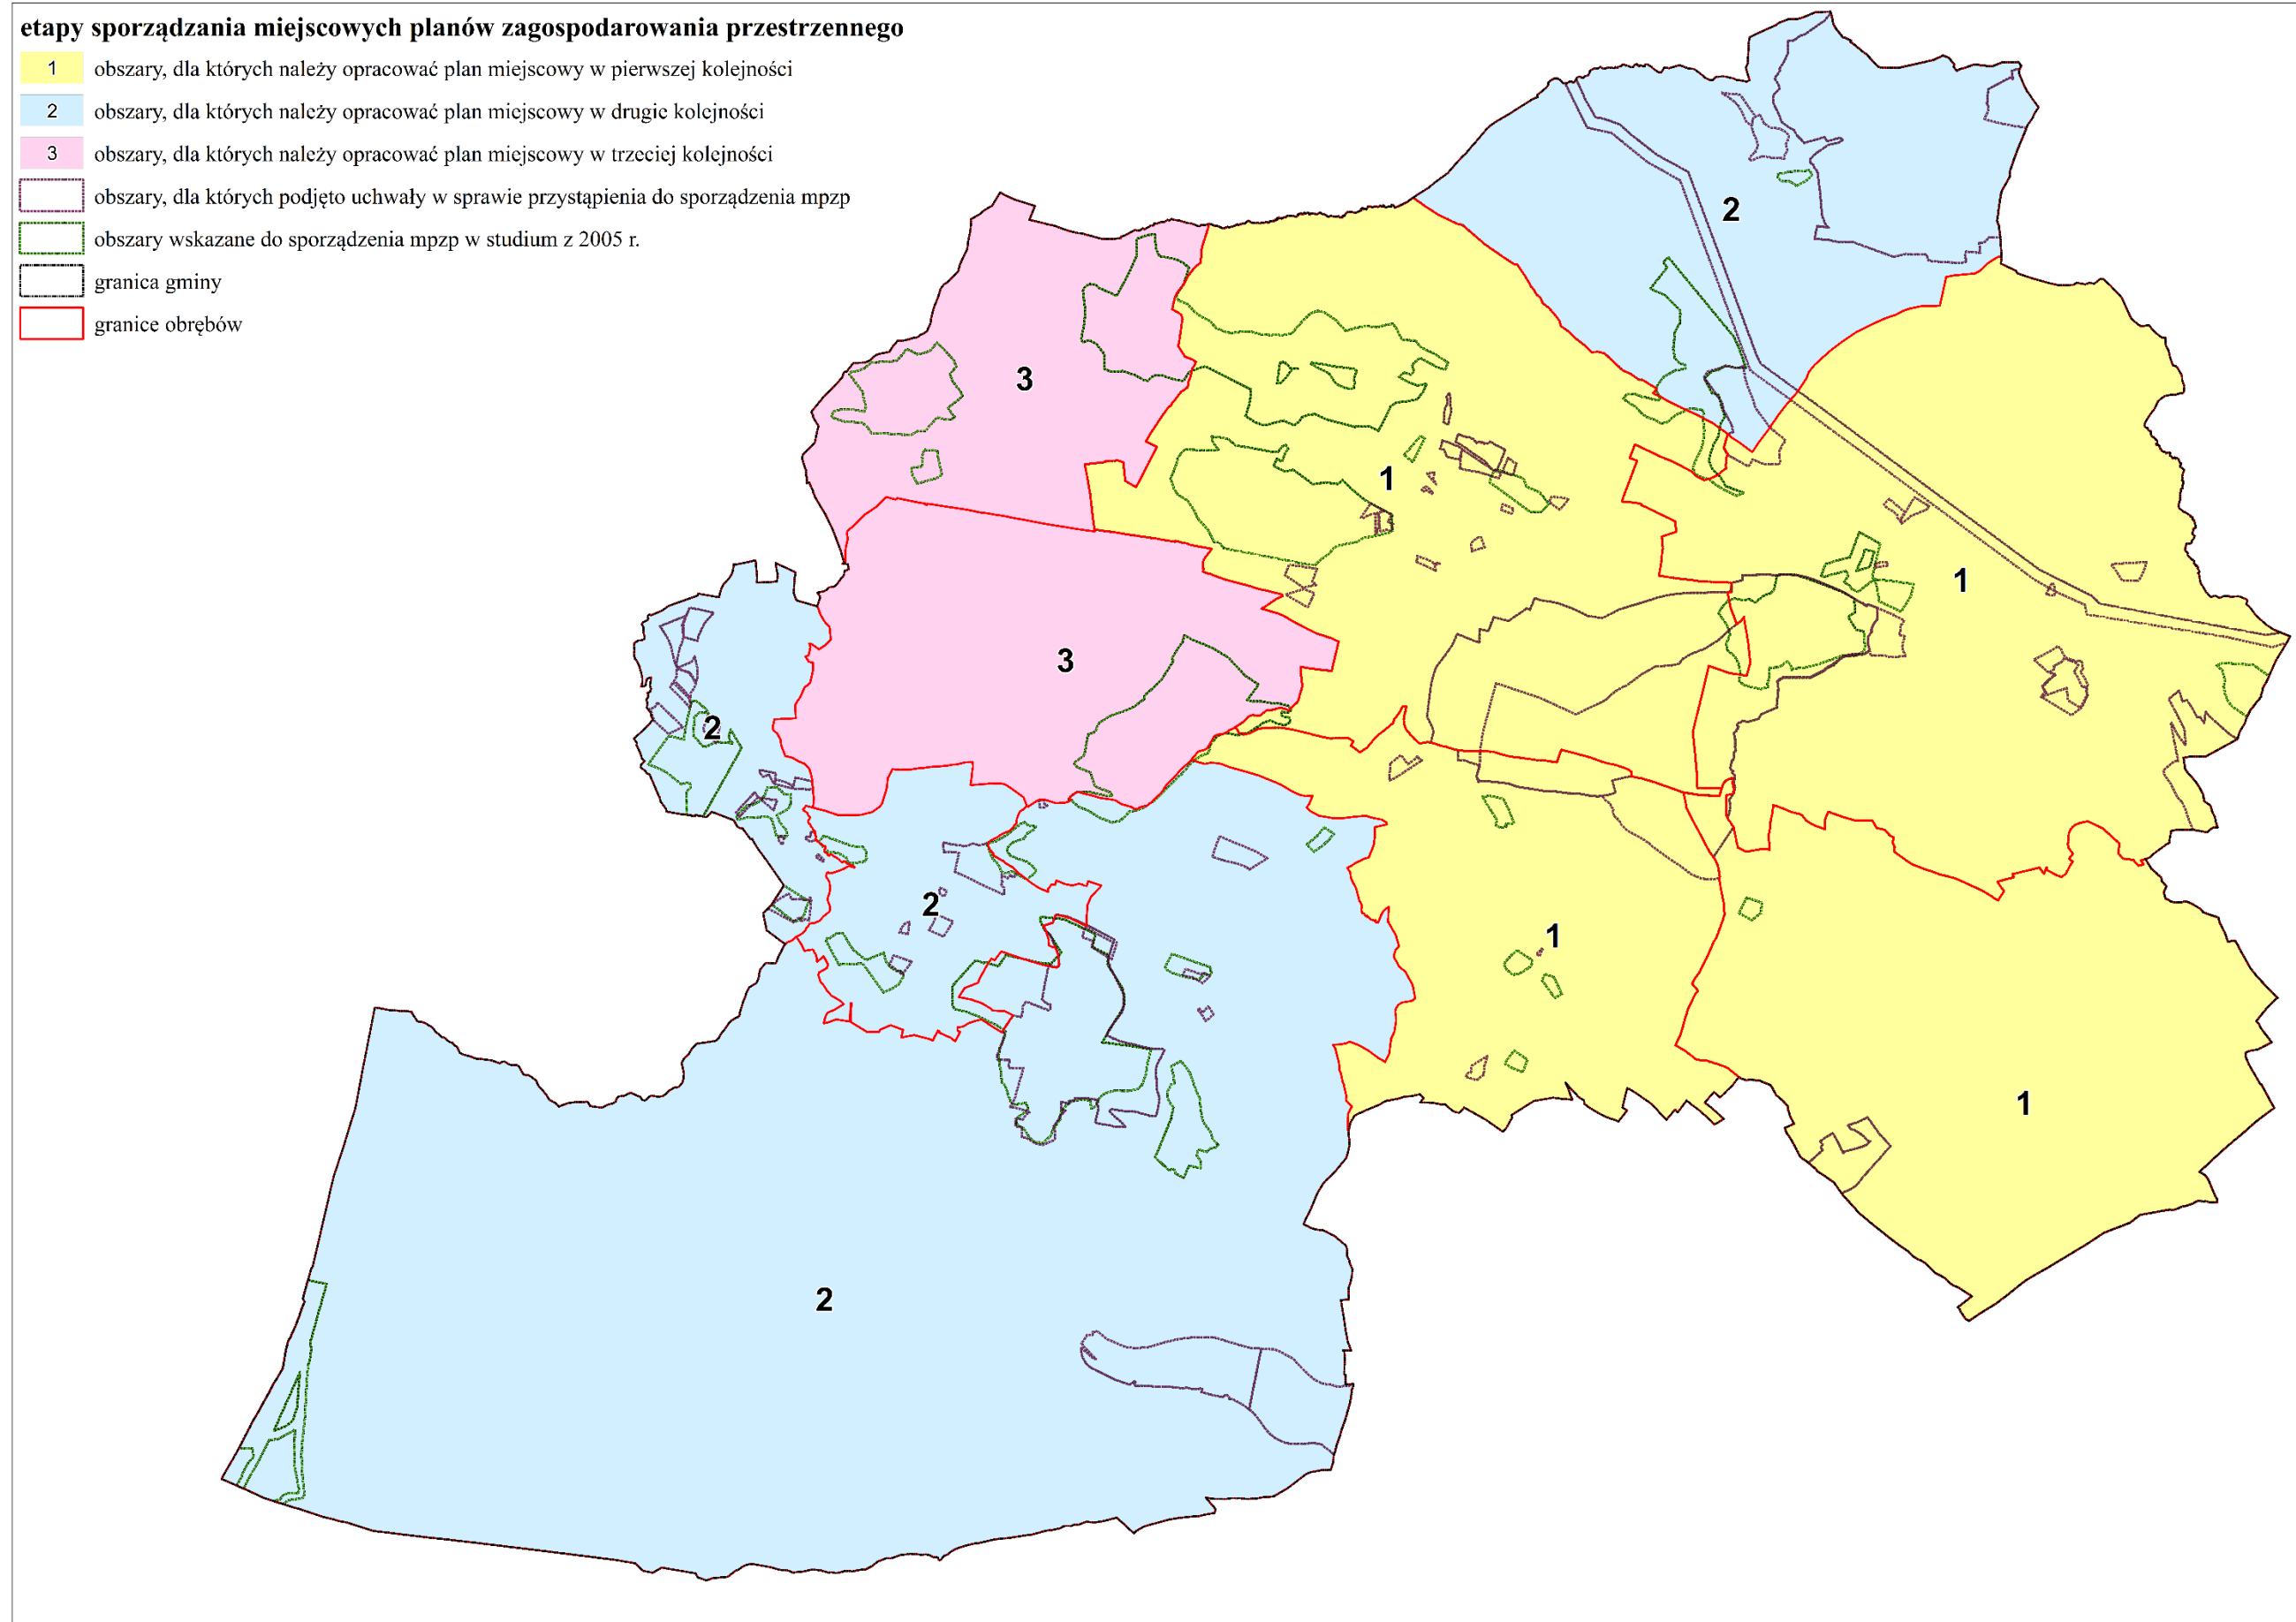 etapy sporządzania miejscowych planów zagospodarowania przestrzennego
1 obszary, dla których należy opracować plan miejscowy w pierwszej kolejności
2 obszary, dla których należy opracować plan miejscowy w drugie kolejności
3 obszary, dla których należy opracować plan miejscowy w trzeciej kolejności
obszary, dla których podjęto uchwały w sprawie przystąpienia do sporządzenia mpzp
obszary wskazane do sporządzenia mpzp w studium z 2005 r.
granica gminy
granice obrębów
2
3
1
1
3
2
2
1
1
2